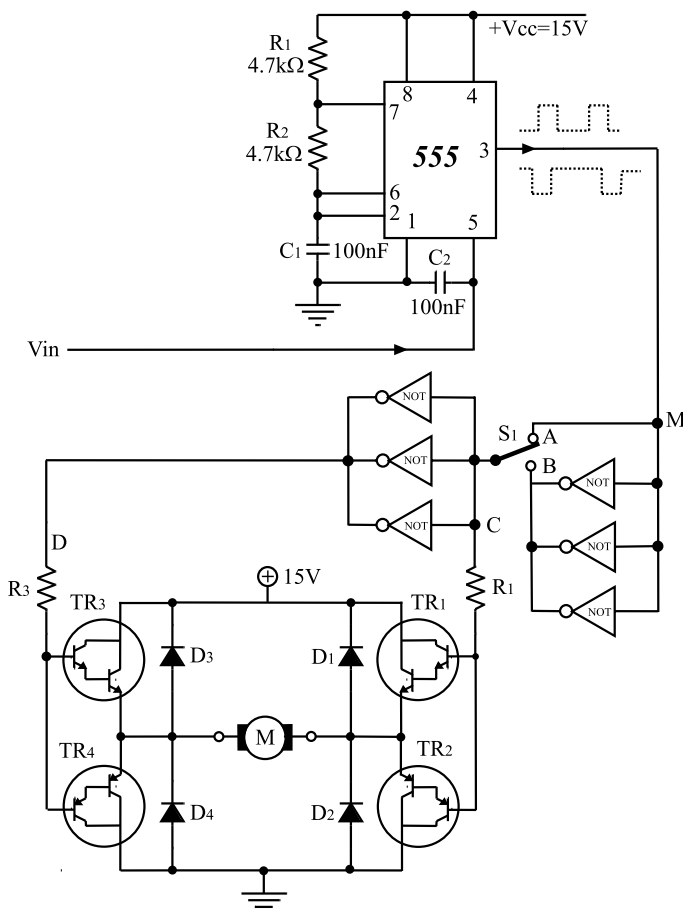 +Vcc=15V
R1
4.7kΩ
8
4
7
R2
4.7kΩ
555
3
6
2
1
5
C1
100nF
C2
100nF
Vin
NOT
S1
A
M
B
NOT
NOT
NOT
C
NOT
NOT
D
R3
15V
R1
TR3
TR1
D3
D1
M
TR4
TR2
D4
D2